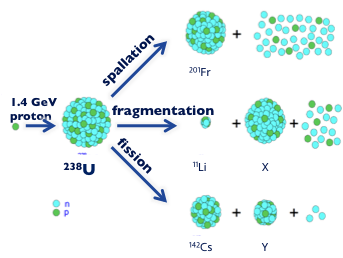 spallation
+
²⁰¹Fr
1.4 GeV
proton
fragmentation
+
+
²³⁸U
¹¹Li
X
fission
n
p
+
+
¹⁴²Cs
Y